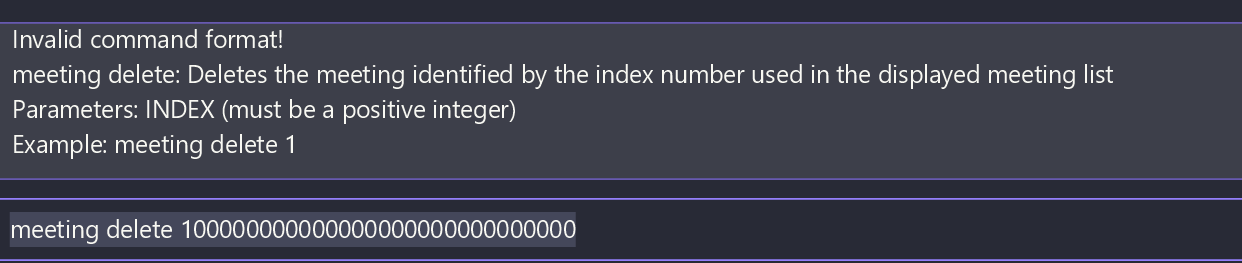 Invalid command format!
meeting delete: Deletes the meeting identified by the index number used in the displayed meeting list
Parameters: INDEX (must be a positive integer)
Example: meeting delete 1
meeting delete 100000000000000000000000000000